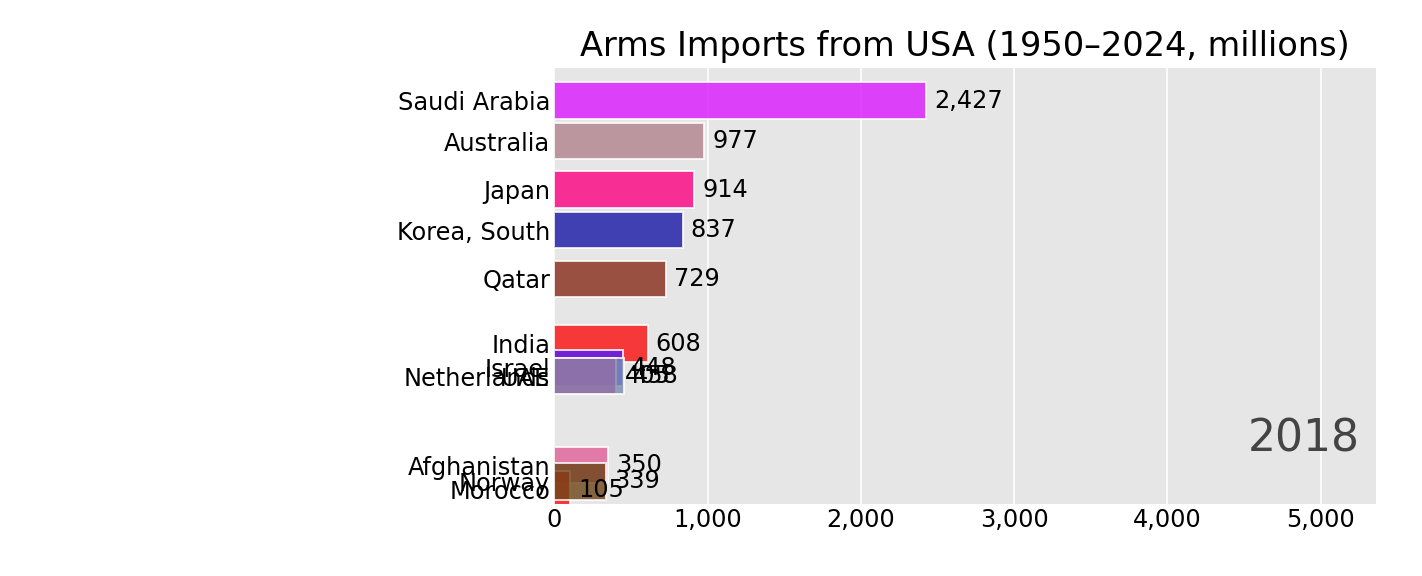 Arms Imports from USA (1950–2024, millions)
Saudi Arabia 2,427
Australia 977
Japan 914
Korea, South 837
Qatar 729
India 608
Israel 448
Netherlands
UAE
Afghanistan 350
Norway 339
Morocco 105
2018
0 1,000 2,000 3,000 4,000 5,000